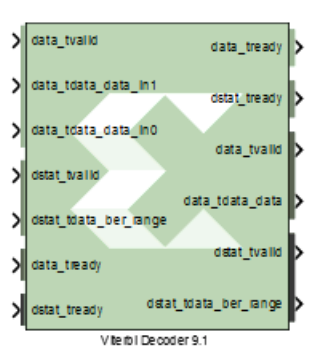 data_tvalid
data_tready
data_tdata_data_in1
dstat_tready
data_tdata_data_in0
data_tvalid
dstat_tvalid
data_tdata_data
dstat_tdata_ber_range
dstat_tvalid
data_tready
dstat_tready
dstat_tdata_ber_range
Viterbi Decoder 9.1